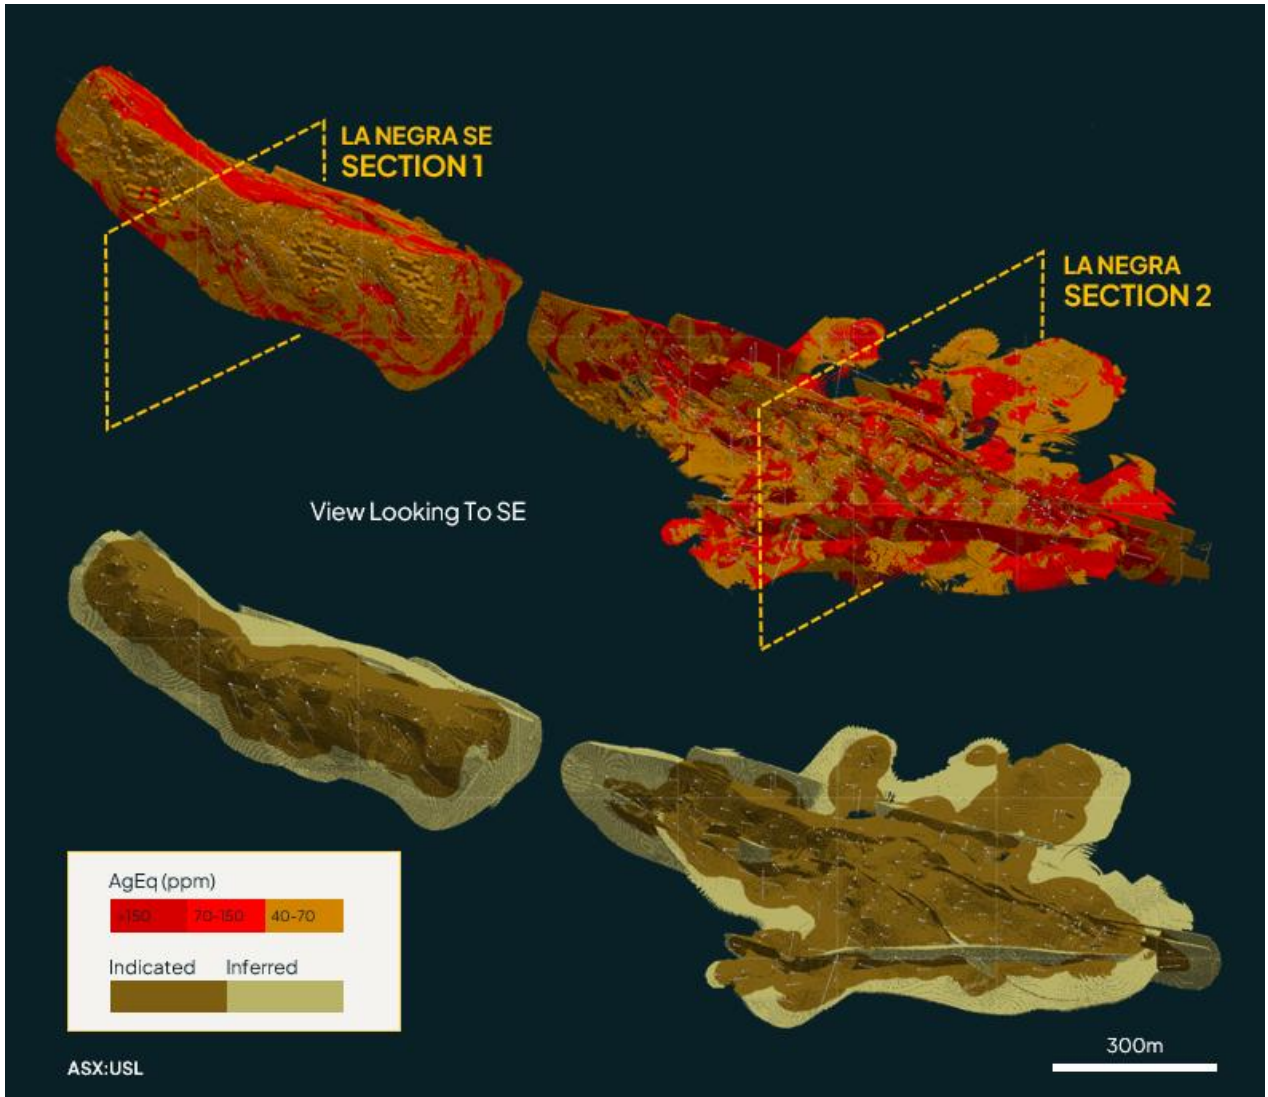 LA NEGRA SE
SECTION 1
LA NEGRA
SECTION 2
View Looking To SE
AgEq (ppm)
>150 70-150 40-70
Indicated Inferred
300m
ASX:USL